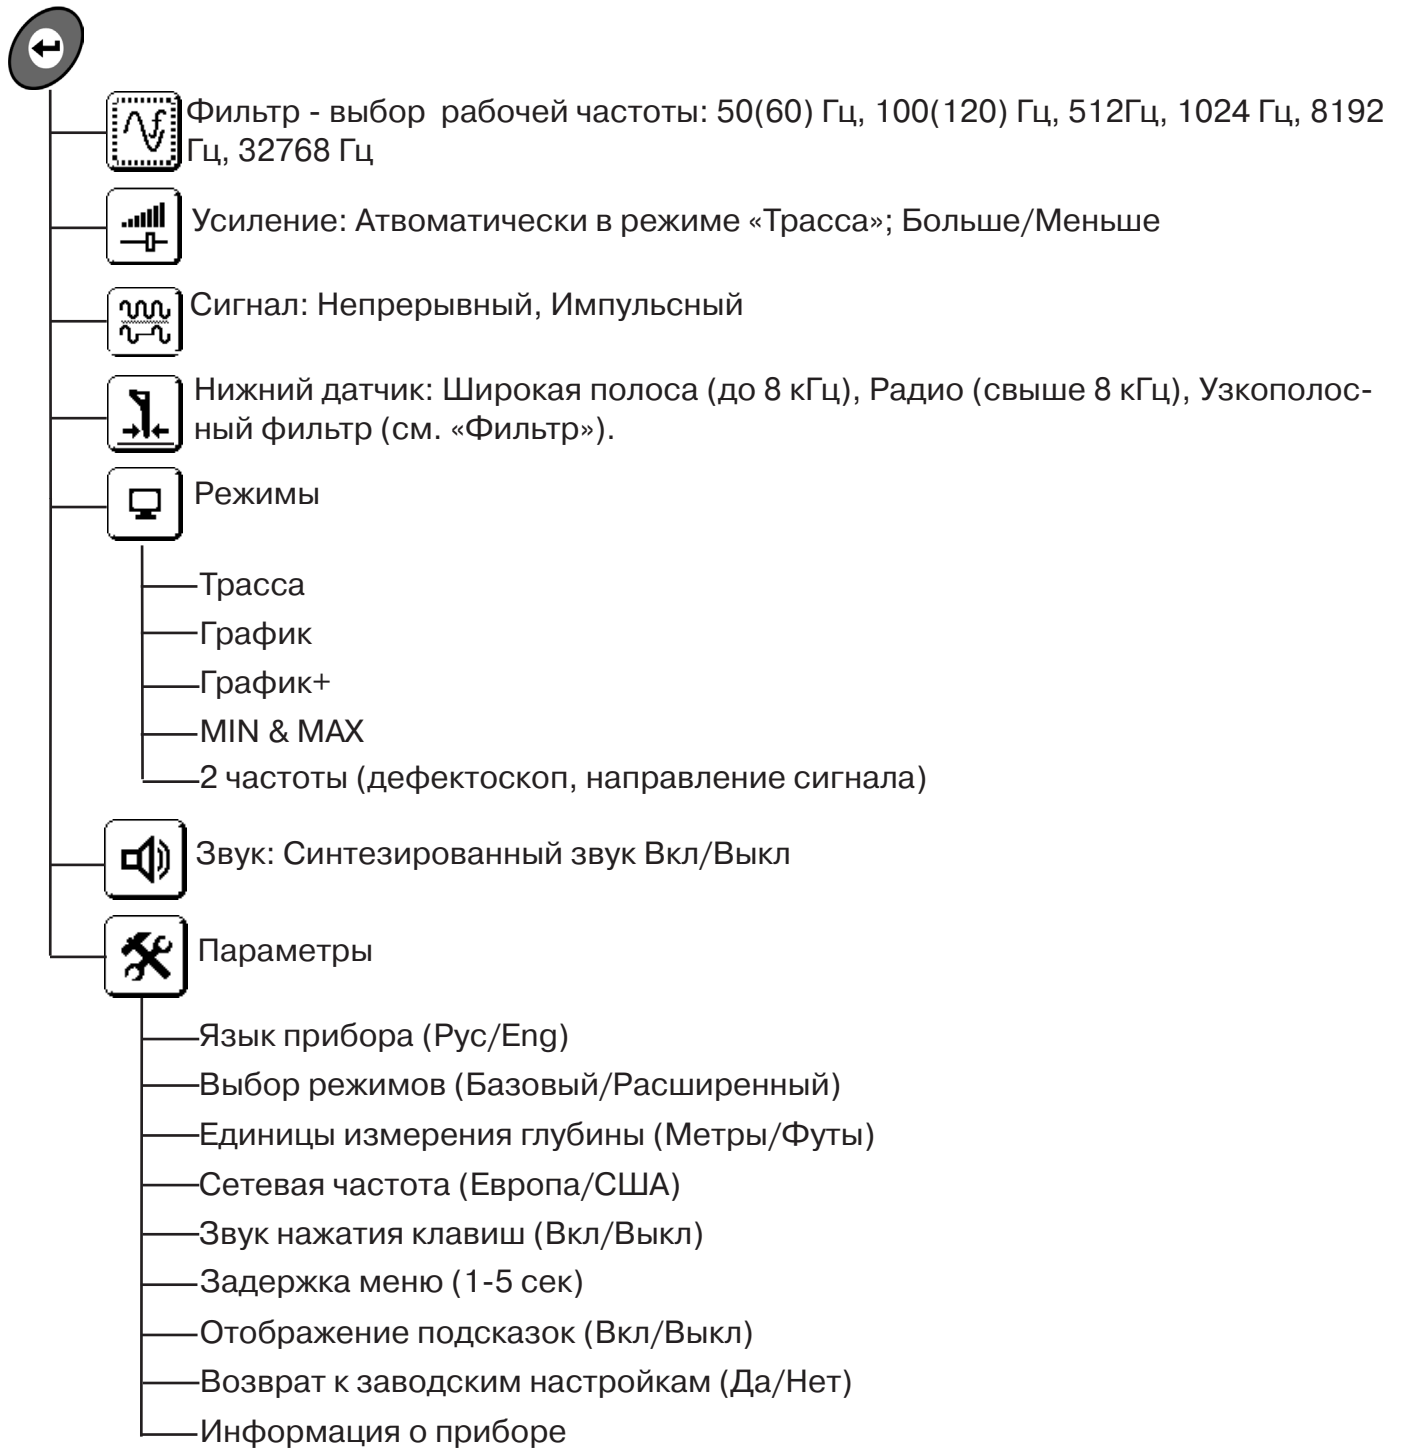 Фильтр - выбор рабочей частоты: 50(60) Гц, 100(120) Гц, 512Гц, 1024 Гц, 8192
Гц, 32768 Гц
Усиление: Атвоматически в режиме «Трасса»; Больше/Меньше
Сигнал: Непрерывный, Импульсный
Нижний датчик: Широкая полоса (до 8 кГц), Радио (свыше 8 кГц), Узкополос-
ный фильтр (см. «Фильтр»).
Режимы
Трасса
График
График+
MIN & MAX
2 частоты (дефектоскоп, направление сигнала)
Звук: Синтезированный звук Вкл/Выкл
Параметры
Язык прибора (Рус/Eng)
Выбор режимов (Базовый/Расширенный)
Единицы измерения глубины (Метры/Футы)
Сетевая частота (Европа/США)
Звук нажатия клавиш (Вкл/Выкл)
Задержка меню (1-5 сек)
Отображение подсказок (Вкл/Выкл)
Возврат к заводским настройкам (Да/Нет)
Информация о приборе